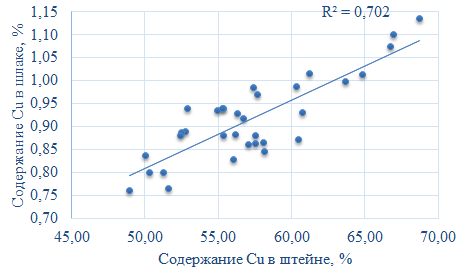 R² = 0,702
Содержание Cu в шлаке, %
1,15
1,10
1,05
1,00
0,95
0,90
0,85
0,80
0,75
0,70
45,00 50,00 55,00 60,00 65,00 70,00
Содержание Cu в штейне, %